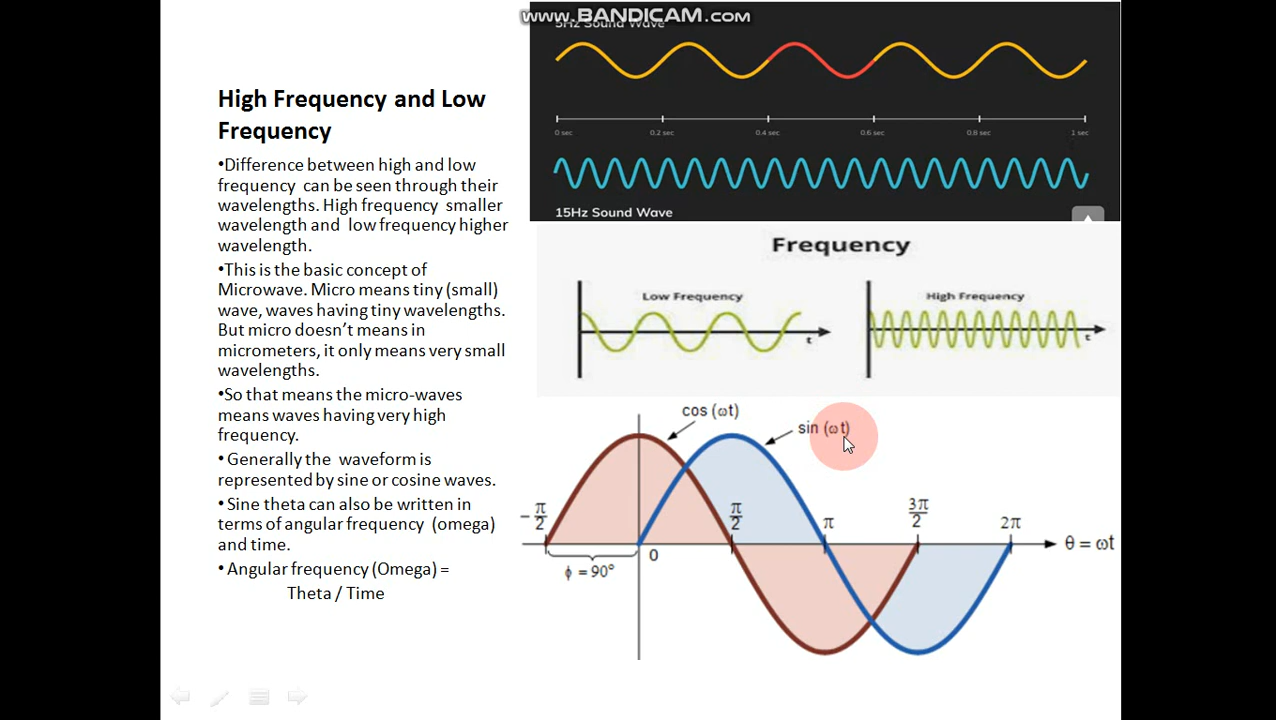 www.BANDICAM.com
High Frequency and Low
Frequency
•Difference between high and low
frequency can be seen through their
wavelengths. High frequency smaller
wavelength and low frequency higher
wavelength.
•This is the basic concept of
Microwave. Micro means tiny (small)
wave, waves having tiny wavelengths.
But micro doesn't means in
micrometers, it only means very small
wavelengths.
•So that means the micro-waves
means waves having very high
frequency.
• Generally the waveform is
represented by sine or cosine waves.
• Sine theta can also be written in
terms of angular frequency (omega)
and time.
• Angular frequency (Omega) =
Theta / Time
5Hz Sound Wave
0 sec 0.2 sec 0.4 sec 0.6 sec 0.8 sec 1 sec
15Hz Sound Wave
Frequency
Low Frequency
t
High Frequency
t
cos (ωt)
sin (ωt)
-π/2 π/2 π 3π/2 2π
0
θ = ωt
ϕ = 90°